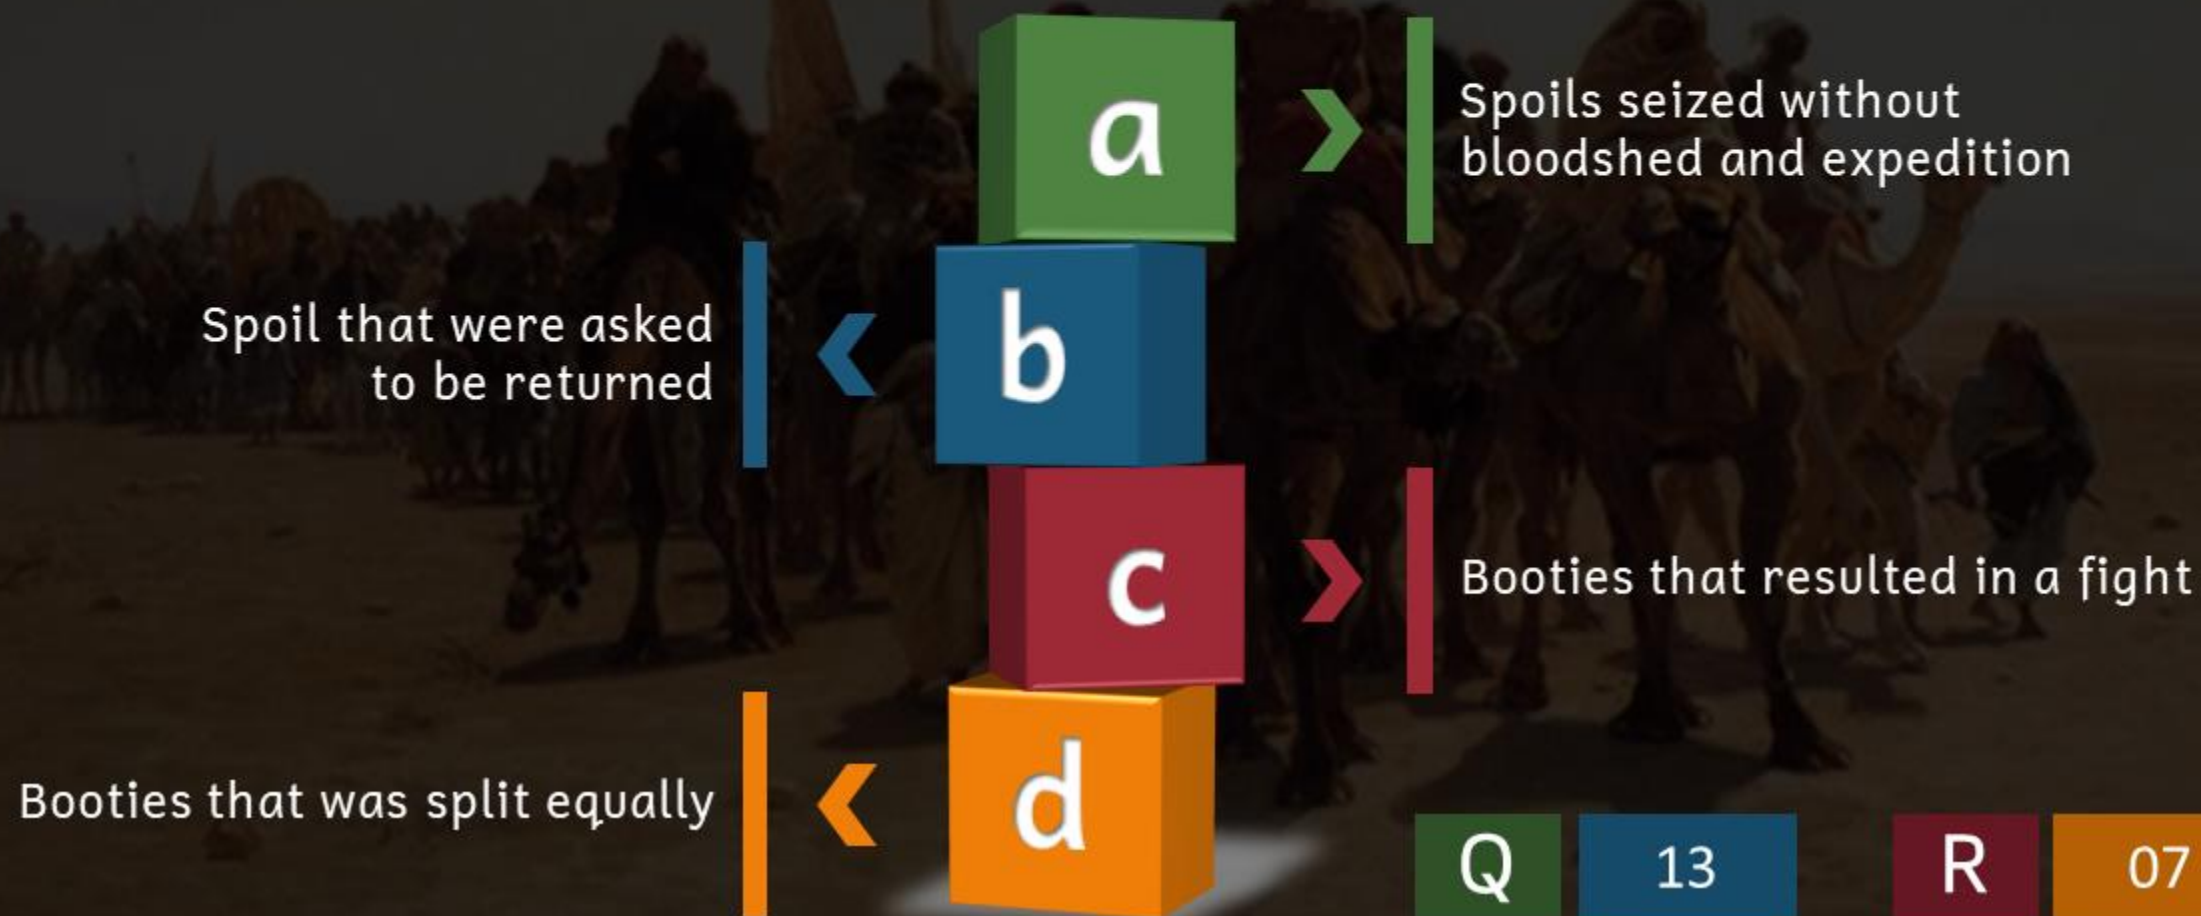 a
Spoils seized without
bloodshed and expedition
Spoil that were asked
to be returned
b
c
Booties that resulted in a fight
Booties that was split equally
d
Q 13 R 07